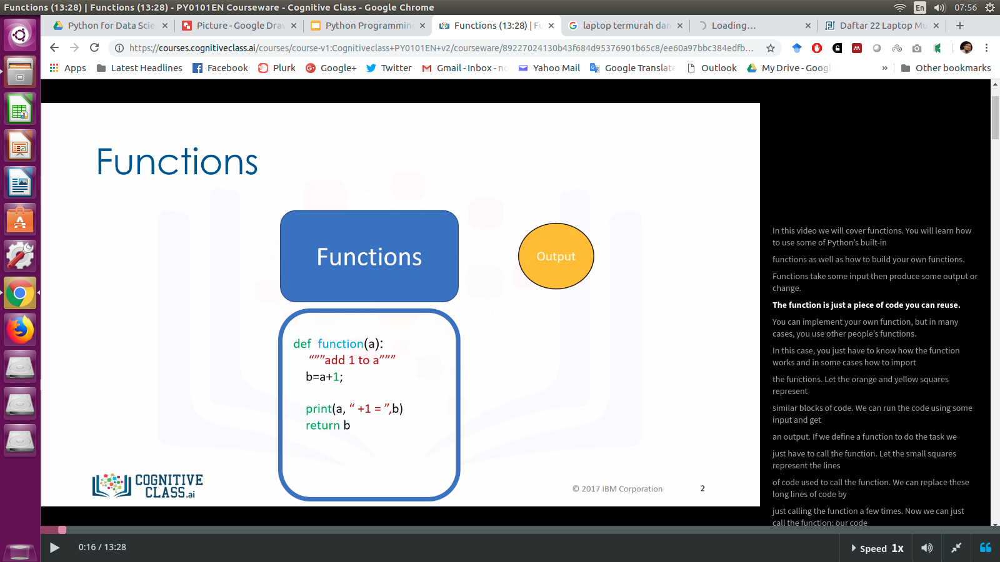 Functions (13:28) | Functions (13:28) - PY0101EN Courseware - Cognitive Class - Google Chrome
En
07:56
Python for Data Scie
Picture - Google Drav
Python Programming
Functions (13:28) | Fu
laptop termurah dan
Loading...
Daftar 22 Laptop Mu
https://courses.cognitiveclass.ai/courses/course-v1:Cognitiveclass+PY0101EN+v2/courseware/89227024130b43f684d95376901b65c8/ee60a97bbc384edfb...
Apps
Latest Headlines
Facebook
Plurk
Google+
Twitter
Gmail - Inbox - no
Yahoo Mail
Google Translate
Outlook
My Drive - Googl
»
Other bookmarks
Functions
Functions
Output
def function(a):
“””add 1 to a”””
b=a+1;
print(a, “ +1 = ”,b)
return b
COGNITIVE
CLASS.ai
© 2017 IBM Corporation
2
In this video we will cover functions. You will learn how
to use some of Python's built-in
functions as well as how to build your own functions.
Functions take some input then produce some output or
change.
The function is just a piece of code you can reuse.
You can implement your own function, but in many
cases, you use other people's functions.
In this case, you just have to know how the function
works and in some cases how to import
the functions. Let the orange and yellow squares
represent
similar blocks of code. We can run the code using some
input and get
an output. If we define a function to do the task we
just have to call the function. Let the small squares
represent the lines
of code used to call the function. We can replace these
long lines of code by
just calling the function a few times. Now we can just
call the function; our code
0:16 / 13:28
Speed 1x